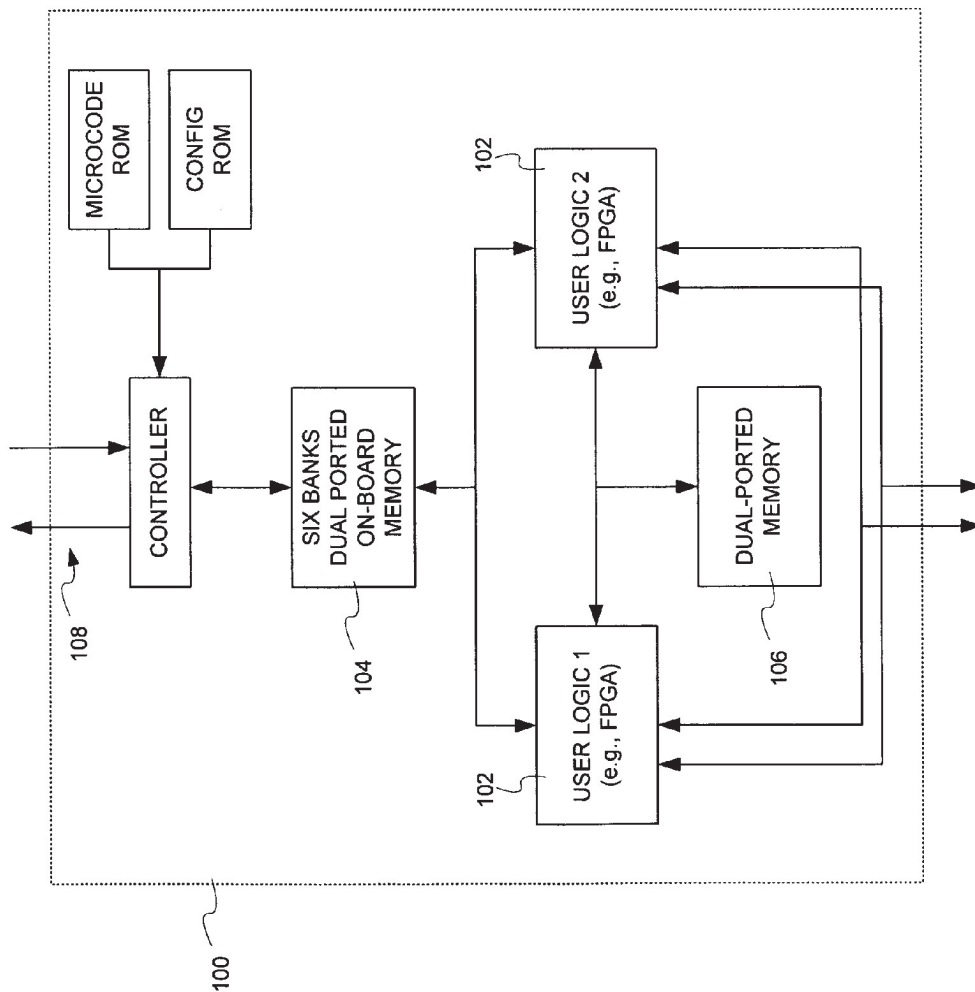 108
CONTROLLER
MICROCODE
ROM
CONFIG
ROM
SIX BANKS
DUAL PORTED
ON-BOARD
MEMORY
104
102
USER LOGIC 1
(e.g., FPGA)
102
USER LOGIC 2
(e.g., FPGA)
DUAL-PORTED
MEMORY
106
100